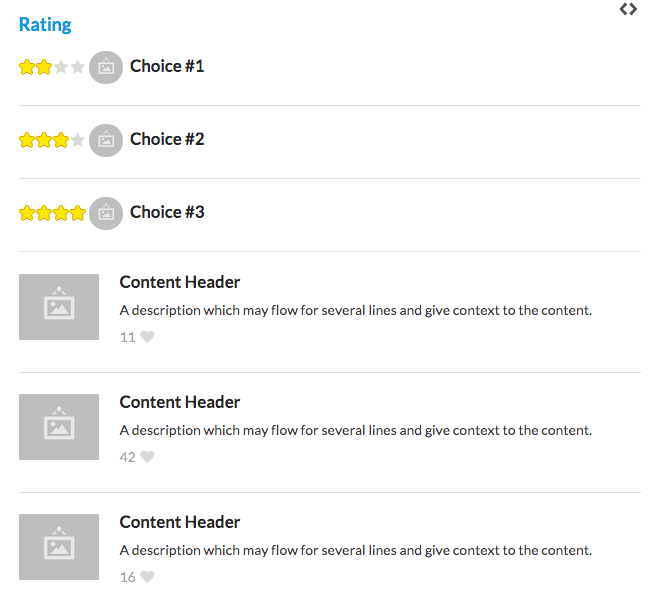 Rating
Choice #1
Choice #2
Choice #3
Content Header
A description which may flow for several lines and give context to the content.
11
Content Header
A description which may flow for several lines and give context to the content.
42
Content Header
A description which may flow for several lines and give context to the content.
16